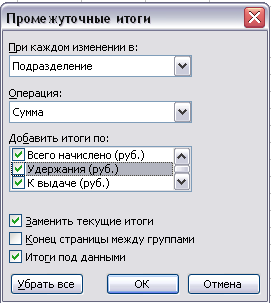 Промежуточные итоги
При каждом изменении в:
Подразделение
Операция:
Сумма
Добавить итоги по:
Всего начислено (руб.)
Удержания (руб.)
К выдаче (руб.)
Заменить текущие итоги
Конец страницы между группами
Итоги под данными
Убрать все
ОК
Отмена